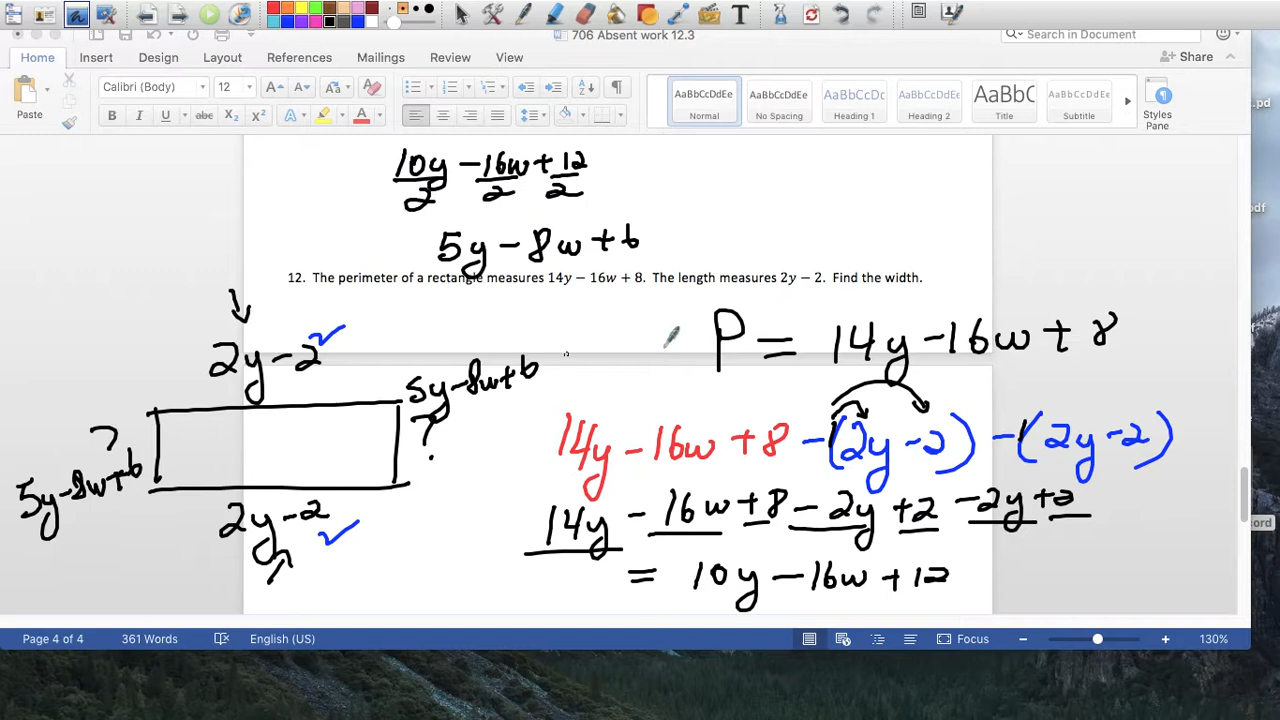 706 Absent work 12.3
Search in Document
Home Insert Design Layout References Mailings Review View
Share
Paste
Calibri (Body) 12
B I U abc X₂ X²
AaBbCcDdEe
Normal
AaBbCcDdEe
No Spacing
AaBbCcDc
Heading 1
AaBbCcDdEe
Heading 2
AaBb(
Title
AaBbCcDdEe
Subtitle
Styles
Pane
10y/2 - 16w/2 + 12/2
5y - 8w + 6
12. The perimeter of a rectangle measures 14y − 16w + 8. The length measures 2y − 2. Find the width.
P = 14y - 16w + 8
2y - 2 ✓
5y - 8w + 6
?
?
5y - 8w + 6
2y - 2 ✓
14y - 16w + 8 - 1(2y - 2) - 1(2y - 2)
14y - 16w + 8 - 2y + 2 - 2y + 2
= 10y - 16w + 12
Page 4 of 4 361 Words English (US) Focus 130%